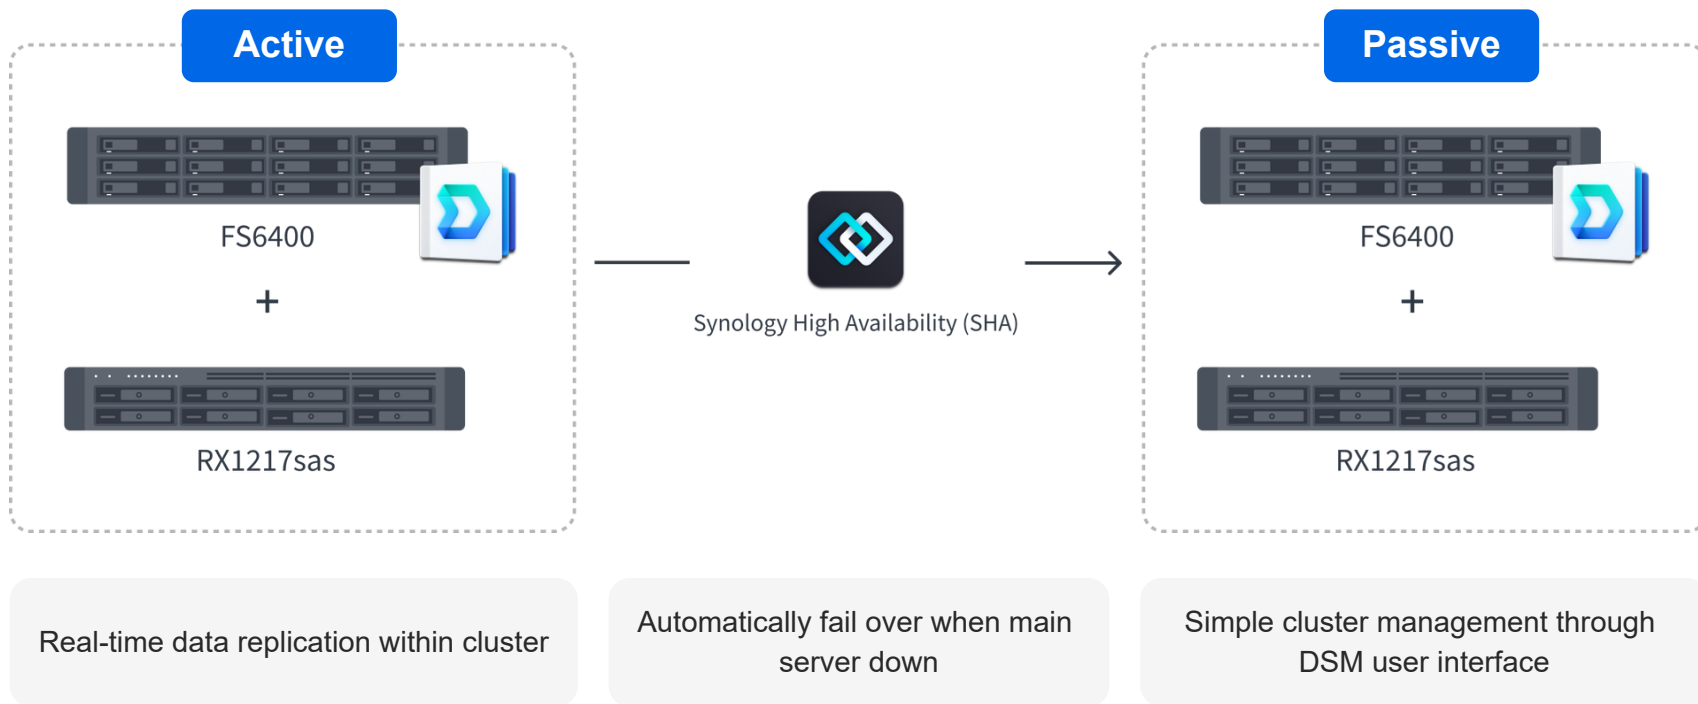 Active
Passive
FS6400
+
RX1217sas
Synology High Availability (SHA)
FS6400
+
RX1217sas
Real-time data replication within cluster
Automatically fail over when main
server down
Simple cluster management through
DSM user interface